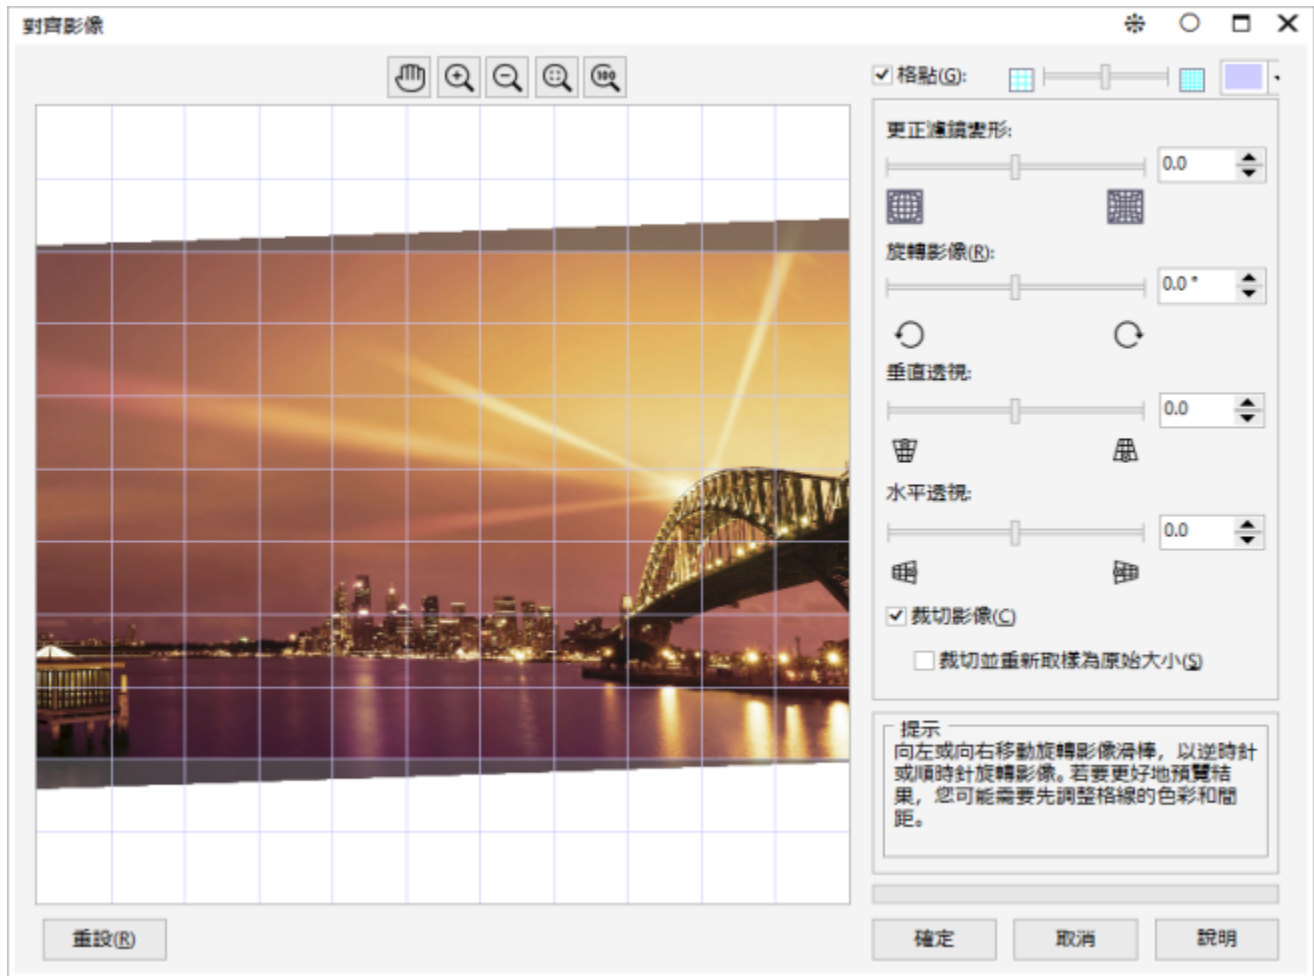 對齊影像
100
格點(G):
更正濾鏡變形:
0.0
旋轉影像(R):
0.0 °
垂直透視:
0.0
水平透視:
0.0
裁切影像(C)
裁切並重新取樣為原始大小(S)
提示
向左或向右移動旋轉影像滑棒，以逆時針
或順時針旋轉影像。若要更好地預覽結
果，您可能需要先調整格線的色彩和間
距。
重設(R)
確定
取消
說明